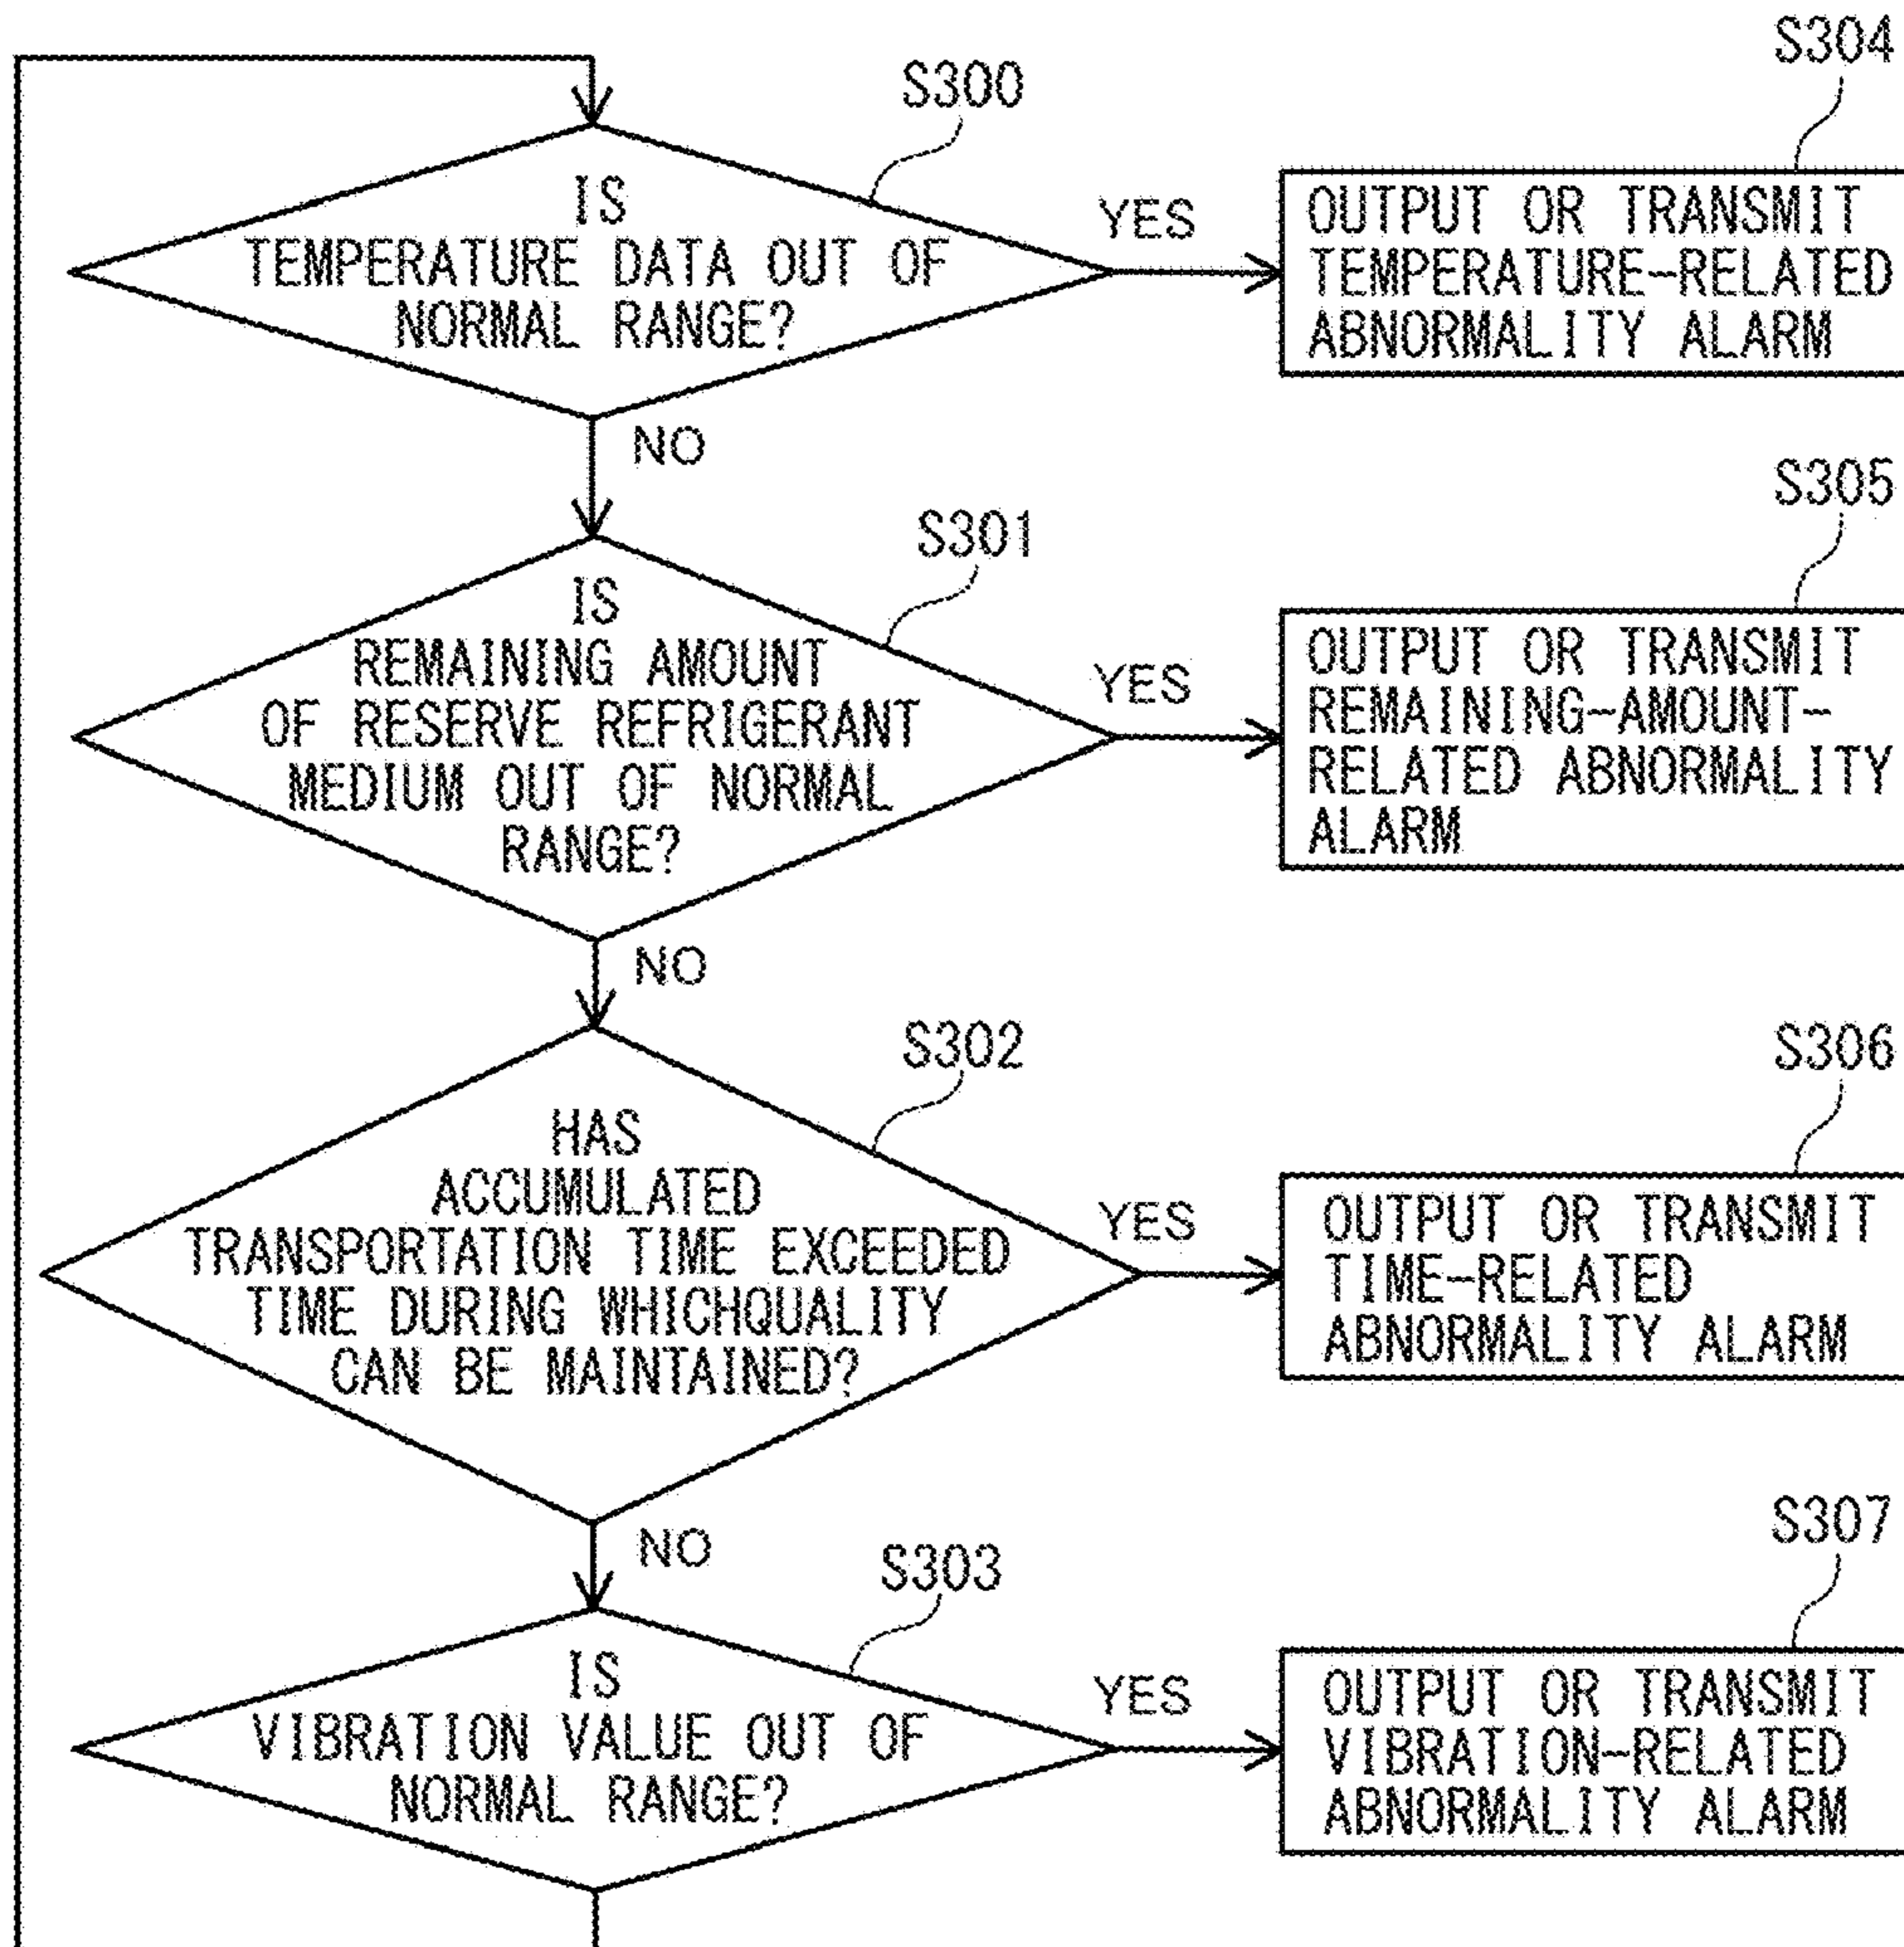 S300
IS
TEMPERATURE DATA OUT OF
NORMAL RANGE?
YES
NO
S304
OUTPUT OR TRANSMIT
TEMPERATURE-RELATED
ABNORMALITY ALARM
S301
IS
REMAINING AMOUNT
OF RESERVE REFRIGERANT
MEDIUM OUT OF NORMAL
RANGE?
YES
NO
S305
OUTPUT OR TRANSMIT
REMAINING-AMOUNT-
RELATED ABNORMALITY
ALARM
S302
HAS
ACCUMULATED
TRANSPORTATION TIME EXCEEDED
TIME DURING WHICHQUALITY
CAN BE MAINTAINED?
YES
NO
S306
OUTPUT OR TRANSMIT
TIME-RELATED
ABNORMALITY ALARM
S303
IS
VIBRATION VALUE OUT OF
NORMAL RANGE?
YES
S307
OUTPUT OR TRANSMIT
VIBRATION-RELATED
ABNORMALITY ALARM